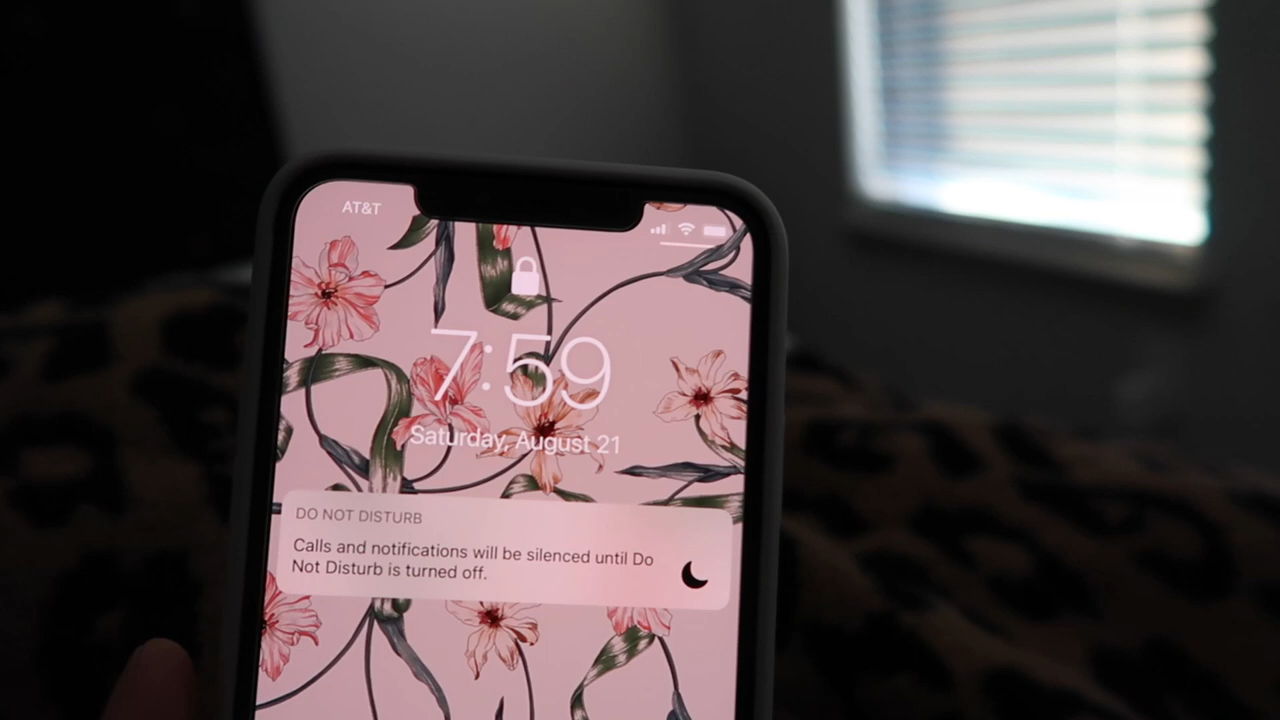 AT&T
7:59
Saturday, August 21
DO NOT DISTURB
Calls and notifications will be silenced until Do
Not Disturb is turned off.